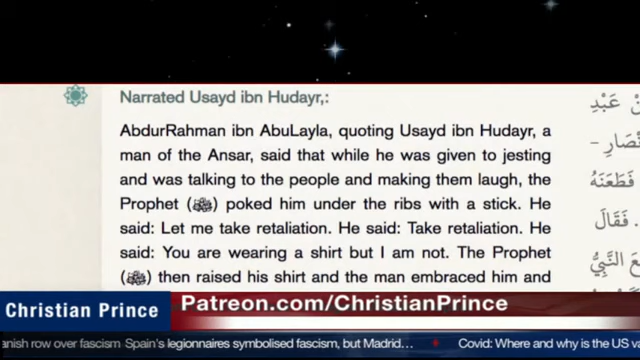 Narrated Usayd ibn Hudayr,:
AbdurRahman ibn AbuLayla, quoting Usayd ibn Hudayr, a
man of the Ansar, said that while he was given to jesting
and was talking to the people and making them laugh, the
Prophet (ﷺ) poked him under the ribs with a stick. He
said: Let me take retaliation. He said: Take retaliation. He
said: You are wearing a shirt but I am not. The Prophet
(ﷺ) then raised his shirt and the man embraced him and
عَبْدِ
فَطَعَنَهُ
فَقَالَ
النَّبِيُّ
Christian Prince
Patreon.com/ChristianPrince
anish row over fascism Spain's legionnaires symbolised fascism, but Madrid... Covid: Where and why is the US va